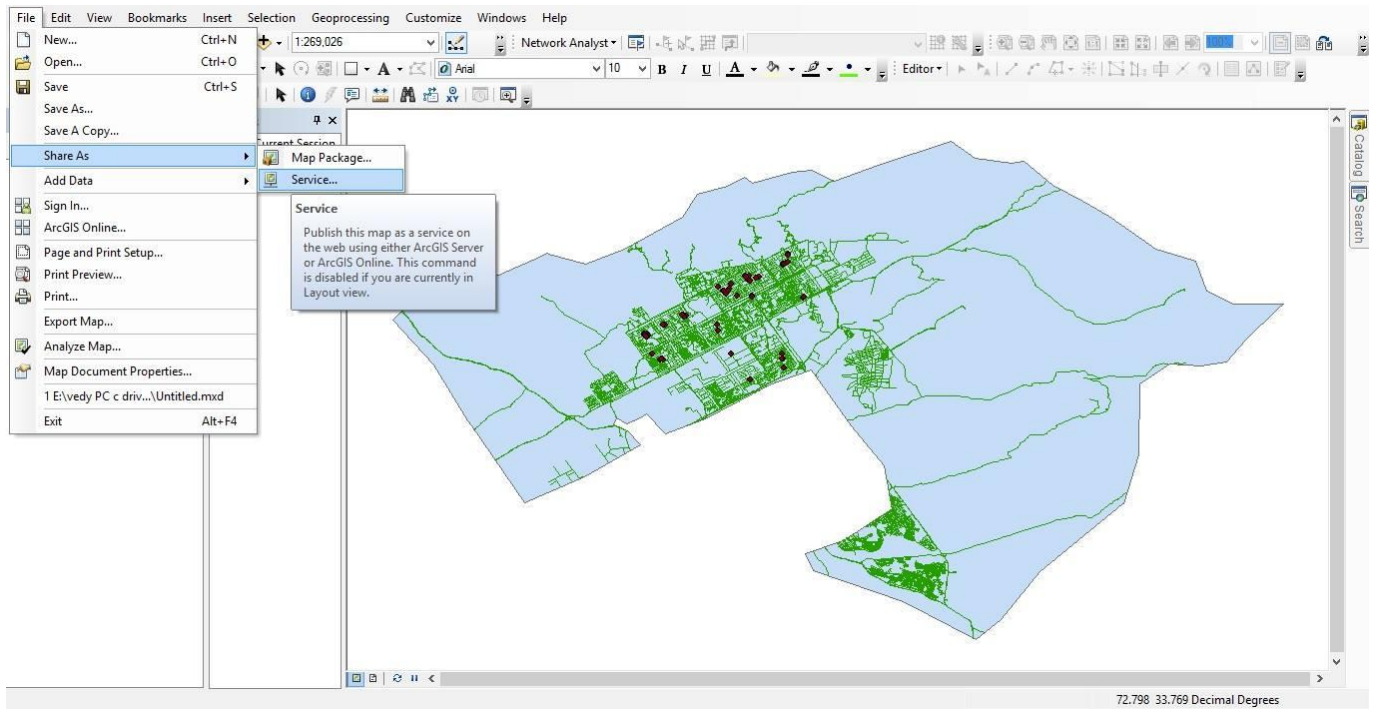 File Edit View Bookmarks Insert Selection Geoprocessing Customize Windows Help
New... Ctrl+N
1:269,026
Network Analyst
100%
Open... Ctrl+O
A
Arial
10
B I U A
Editor
Save Ctrl+S
Save As...
Save A Copy...
Current Session
Share As
Map Package...
Add Data
Service...
Sign In...
ArcGIS Online...
Page and Print Setup...
Print Preview...
Print...
Export Map...
Analyze Map...
Map Document Properties...
1 E:\vedy PC c driv...\Untitled.mxd
Exit Alt+F4
Service
Publish this map as a service on
the web using either ArcGIS Server
or ArcGIS Online. This command
is disabled if you are currently in
Layout view.
Catalog
Search
72.798 33.769 Decimal Degrees